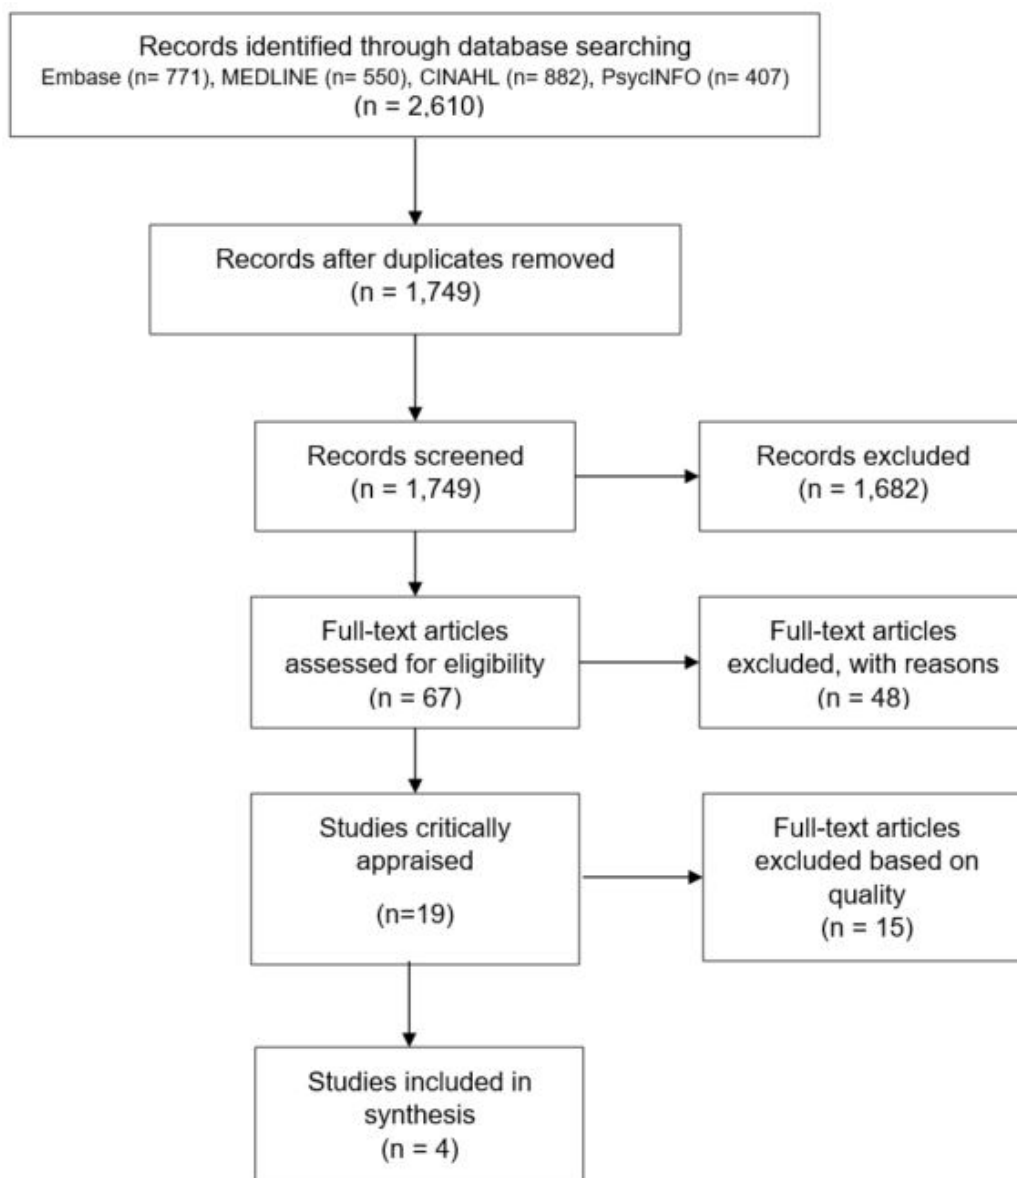 Records identified through database searching
Embase (n= 771), MEDLINE (n= 550), CINAHL (n= 882), PsycINFO (n= 407)
(n = 2,610)
Records after duplicates removed
(n = 1,749)
Records screened
(n = 1,749)
Records excluded
(n = 1,682)
Full-text articles
assessed for eligibility
(n = 67)
Full-text articles
excluded, with reasons
(n = 48)
Studies critically
appraised
(n=19)
Full-text articles
excluded based on
quality
(n = 15)
Studies included in
synthesis
(n = 4)